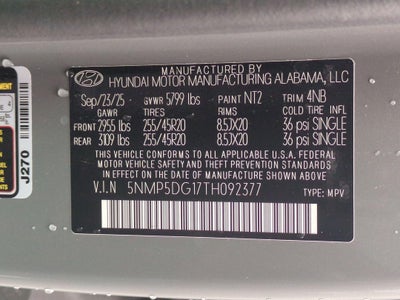 MANUFACTURED BY
HYUNDAI MOTOR MANUFACTURING ALABAMA, LLC
Sep/23/25 GVWR 5799 lbs PAINT NT2 TRIM 4NB
GAWR TIRES RIMS COLD TIRE INFL
FRONT 2955 lbs 255/45R20 8.5JX20 36 psi SINGLE
REAR 3109 lbs 255/45R20 8.5JX20 36 psi SINGLE
THIS VEHICLE CONFORMS TO ALL APPLICABLE U.S.A. FEDERAL
MOTOR VEHICLE SAFETY AND THEFT PREVENTION STANDARDS
IN EFFECT ON THE DATE OF MANUFACTURE
SHOWN ABOVE
V.I.N 5NMP5DG17TH092377 TYPE: MPV
J270